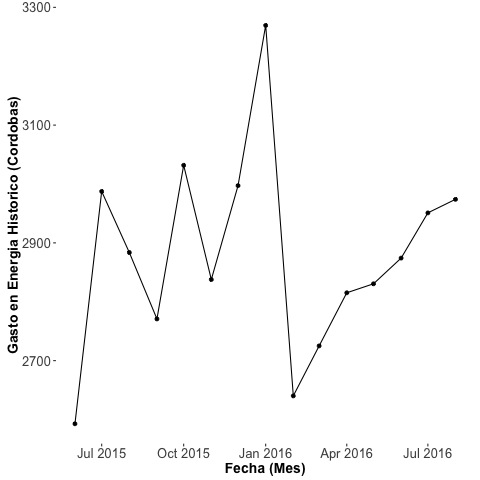 3300
3100
2900
2700
Gasto en Energia Historico (Cordobas)
Jul 2015 Oct 2015 Jan 2016 Apr 2016 Jul 2016
Fecha (Mes)